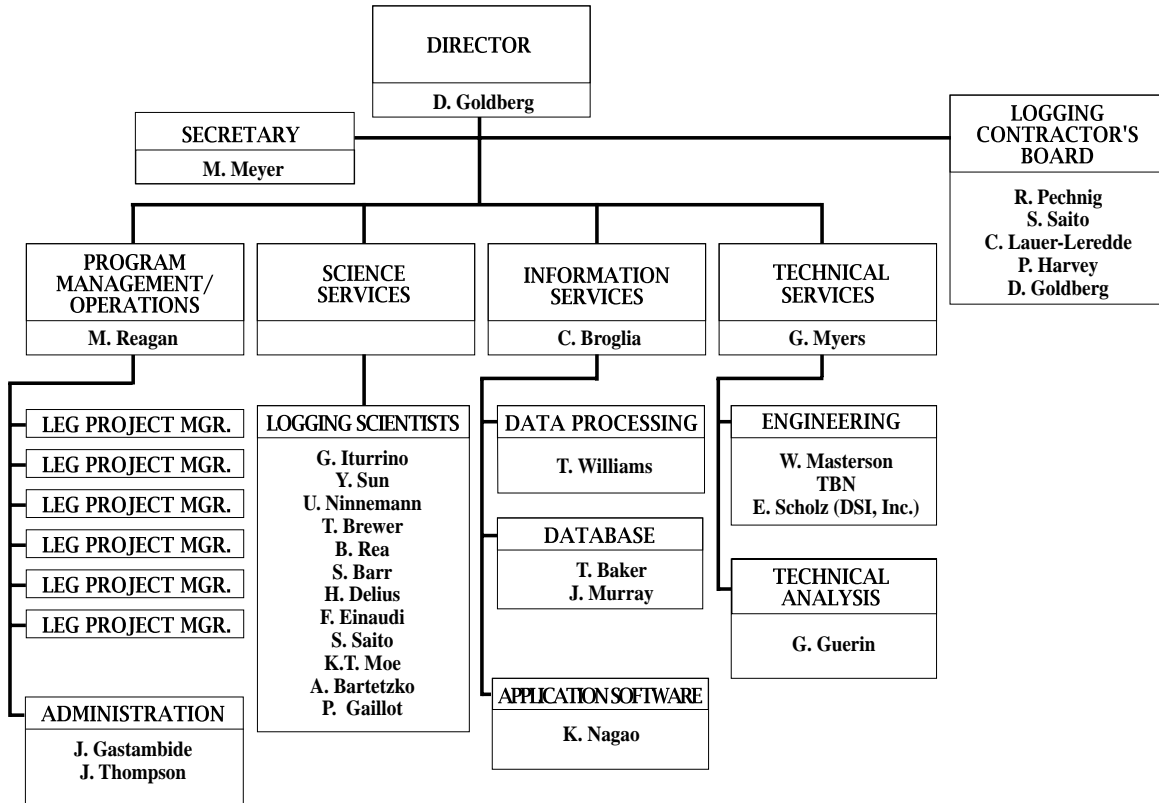 DIRECTOR
D. Goldberg
SECRETARY
M. Meyer
LOGGING
CONTRACTOR'S
BOARD
R. Pechnig
S. Saito
C. Lauer-Leredde
P. Harvey
D. Goldberg
PROGRAM
MANAGEMENT/
OPERATIONS
M. Reagan
SCIENCE
SERVICES
INFORMATION
SERVICES
C. Broglia
TECHNICAL
SERVICES
G. Myers
LEG PROJECT MGR.
LEG PROJECT MGR.
LEG PROJECT MGR.
LEG PROJECT MGR.
LEG PROJECT MGR.
LEG PROJECT MGR.
ADMINISTRATION
J. Gastambide
J. Thompson
LOGGING SCIENTISTS
G. Iturrino
Y. Sun
U. Ninnemann
T. Brewer
B. Rea
S. Barr
H. Delius
F. Einaudi
S. Saito
K.T. Moe
A. Bartetzko
P. Gaillot
DATA PROCESSING
T. Williams
DATABASE
T. Baker
J. Murray
APPLICATION SOFTWARE
K. Nagao
ENGINEERING
W. Masterson
TBN
E. Scholz (DSI, Inc.)
TECHNICAL
ANALYSIS
G. Guerin